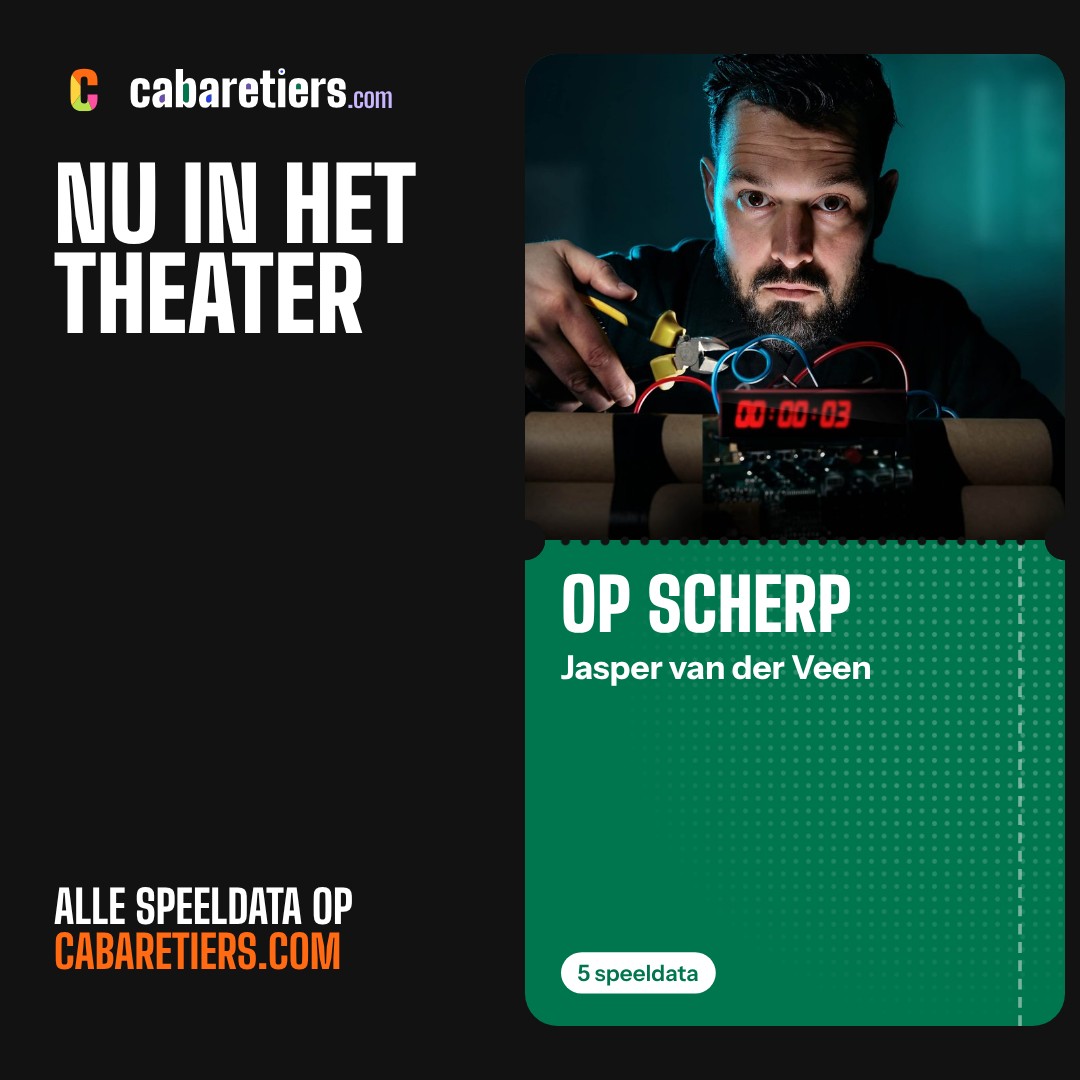 cabaretiers.com
NU IN HET
THEATER
00:00:03
OP SCHERP
Jasper van der Veen
5 speeldata
ALLE SPEELDATA OP
CABARETIERS.COM